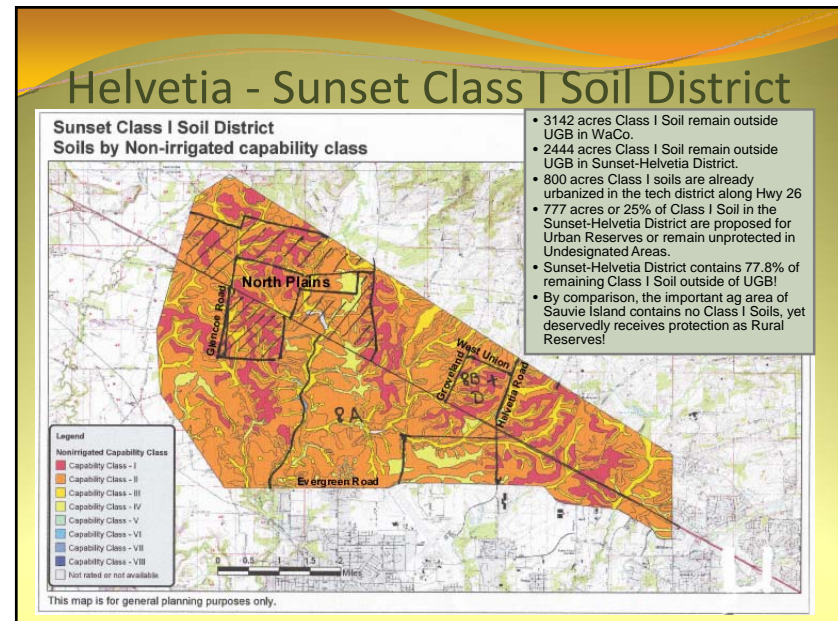 Helvetia - Sunset Class I Soil District
Sunset Class I Soil District
Soils by Non-irrigated capability class
• 3142 acres Class I Soil remain outside
UGB in WaCo.
• 2444 acres Class I Soil remain outside
UGB in Sunset-Helvetia District.
• 800 acres Class I soils are already
urbanized in the tech district along Hwy 26
• 777 acres or 25% of Class I Soil in the
Sunset-Helvetia District are proposed for
Urban Reserves or remain unprotected in
Undesignated Areas.
• Sunset-Helvetia District contains 77.8% of
remaining Class I Soil outside of UGB!
• By comparison, the important ag area of
Sauvie Island contains no Class I Soils, yet
deservedly receives protection as Rural
Reserves!
North Plains
Glencoe Road
West Union
Groveland
Helvetia Road
8B
D
8A
Evergreen Road
Legend
Nonirrigated Capability Class
Capability Class - I
Capability Class - II
Capability Class - III
Capability Class - IV
Capability Class - V
Capability Class - VI
Capability Class - VII
Capability Class - VIII
Not rated or not available
0 0.5 1 1.5 2
Miles
This map is for general planning purposes only.